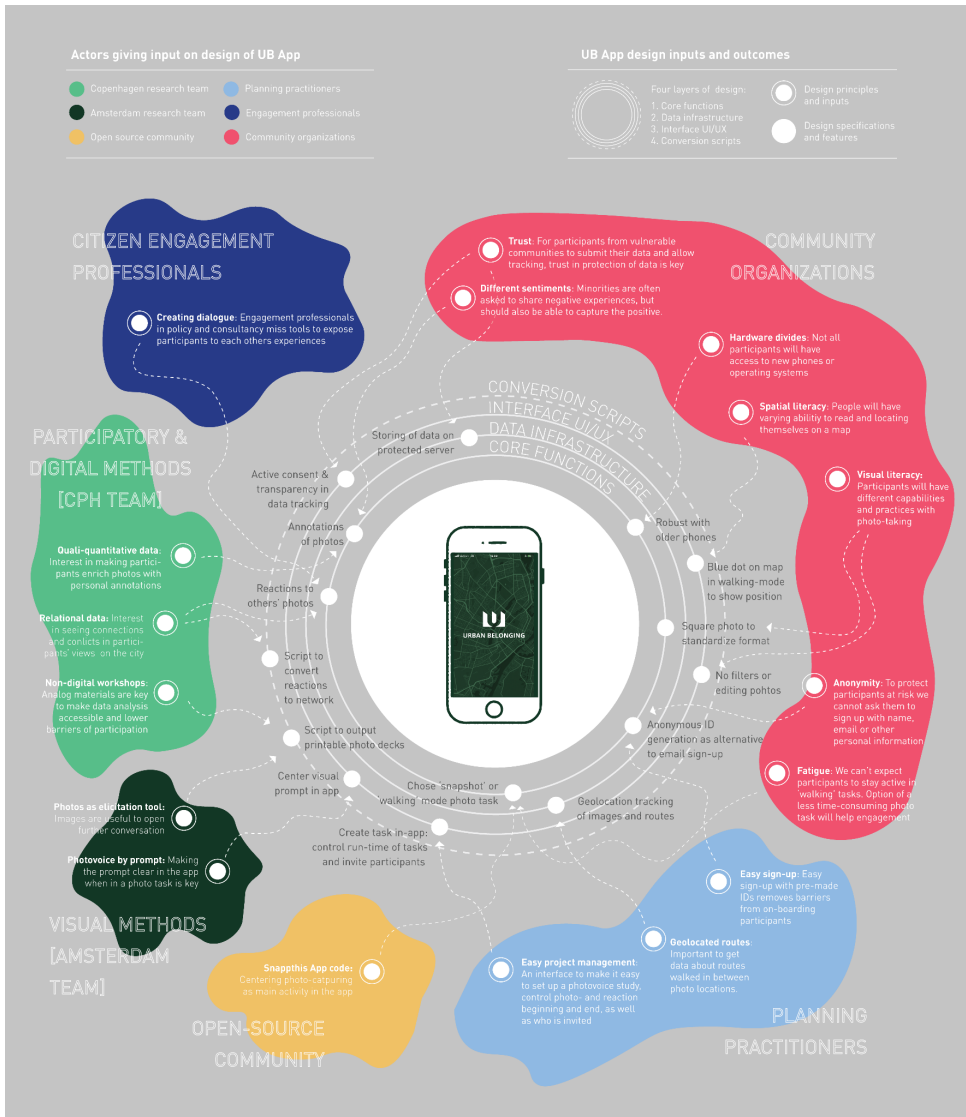 Actors giving input on design of UB App
Copenhagen research team
Amsterdam research team
Open source community
Planning practitioners
Engagement professionals
Community organizations
UB App design inputs and outcomes
Four layers of design:
1. Core functions
2. Data infrastructure
3. Interface UI/UX
4. Conversion scripts
Design principles
and inputs
Design specifications
and features
CITIZEN ENGAGEMENT
PROFESSIONALS
Creating dialogue: Engagement professionals
in policy and consultancy miss tools to expose
participants to each others experiences
COMMUNITY
ORGANIZATIONS
Trust: For participants from vulnerable
communities to submit their data and allow
tracking, trust in protection of data is key
Different sentiments: Minorities are often
asked to share negative experiences, but
should also be able to capture the positive.
Hardware divides: Not all
participants will have
access to new phones or
operating systems
Spatial literacy: People will have
varying abilitiy to read and locating
themselves on a map
Visual literacy:
Participants will have
different capabilities
and practices with
photo-taking
Anonymity: To protect
participants at risk we
cannot ask them to
sign up with name,
email or other
personal information
Fatigue: We can't expect
participants to stay active in
'walking' tasks. Option of a
less time-consuming photo
task will help engagement
PARTICIPATORY &
DIGITAL METHODS
[CPH TEAM]
Quali-quantitative data:
Interest in making partici-
pants enrich photos with
personal annotations
Relational data: Interest
in seeing connections
and conlicts in partici-
pants' views on the city
Non-digital workshops:
Analog materials are key
to make data analysis
accessible and lower
barriers of participation
CONVERSION SCRIPTS
INTERFACE UI/UX
DATA INFRASTRUCTURE
CORE FUNCTIONS
Storing of data on
protected server
Active consent &
transparency in
data tracking
Annotations
of photos
Reactions to
others' photos
Script to
convert
reactions
to network
Script to output
printable photo decks
Center visual
prompt in app
Create task in-app:
control run-time of tasks
and invite participants
Chose 'snapshot' or
'walking' mode photo task
Geolocation tracking
of images and routes
Anonymous ID
generation as alternative
to email sign-up
No filters or
editing pohtos
Square photo to
standardize format
Blue dot on map
in walking-mode
to show position
Robust with
older phones
URBAN BELONGING
Photos as elicitation tool:
Images are useful to open
further conversation
Photovoice by prompt: Making
the prompt clear in the app
when in a photo task is key
VISUAL METHODS
[AMSTERDAM
TEAM]
Snappthis App code:
Centering photo-catpuring
as main activity in the app
OPEN-SOURCE
COMMUNITY
Easy sign-up: Easy
sign-up with pre-made
IDs removes barriers
from on-boarding
participants
Geolocated routes:
Important to get
data about routes
walked in between
photo locations.
Easy project management:
An interface to make it easy
to set up a photovoice study,
control photo- and reaction
beginning and end, as well
as who is invited
PLANNING
PRACTITIONERS